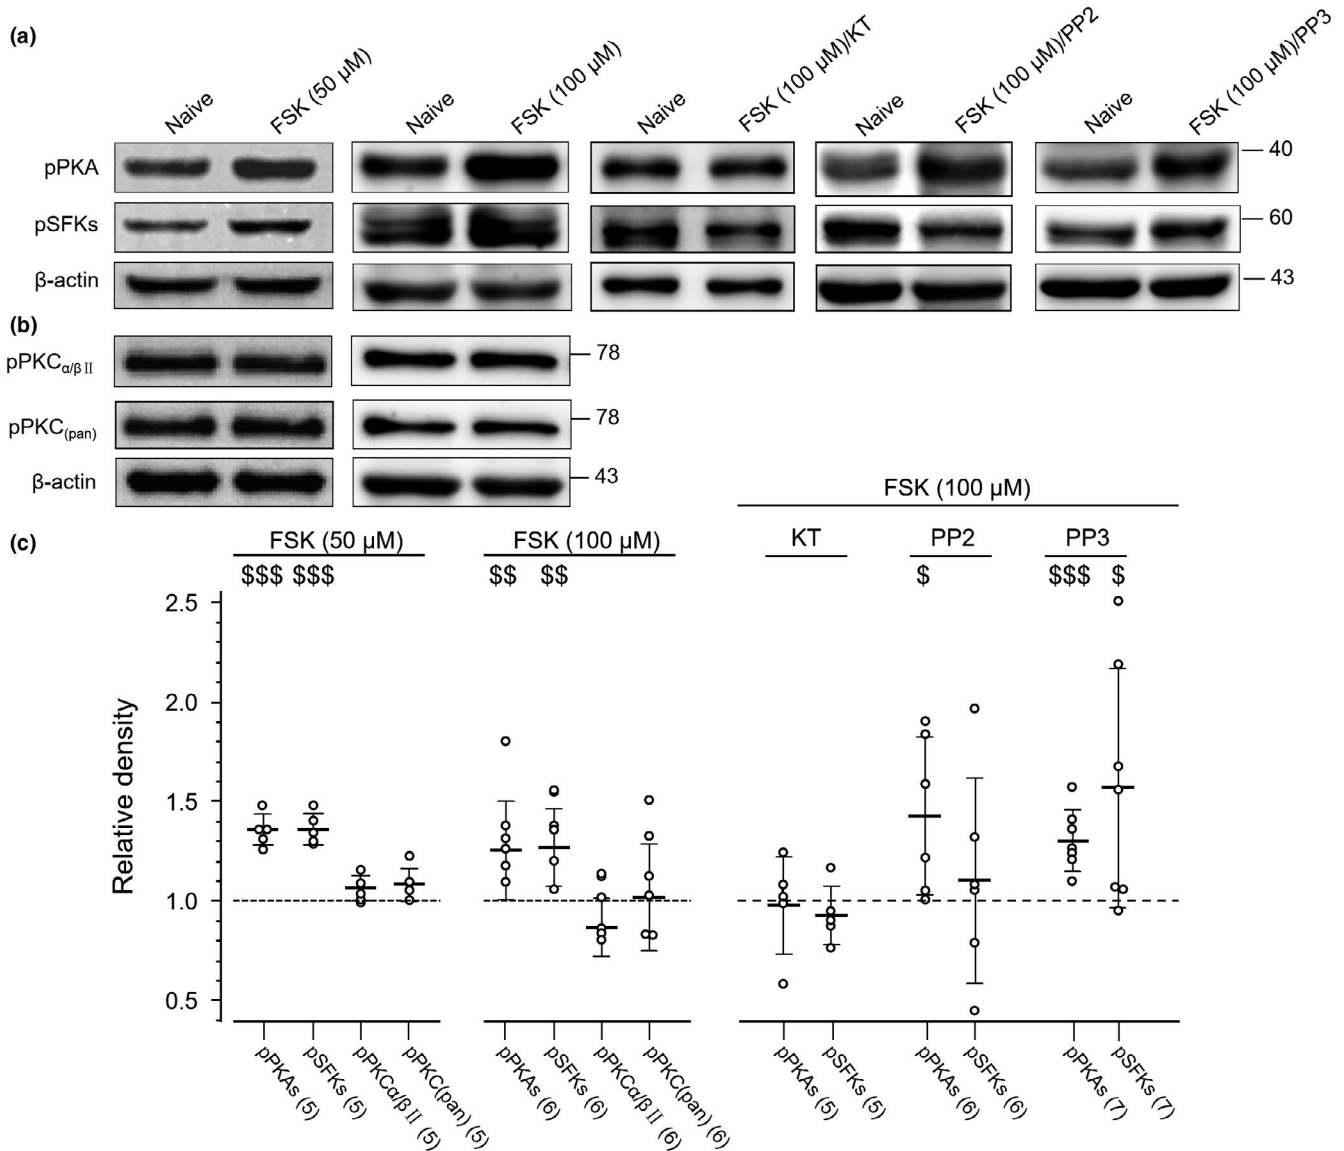 (a)
Naive
FSK (50 µM)
Naive
FSK (100 µM)
Naive
FSK (100 µM)/KT
Naive
FSK (100 µM)/PP2
Naive
FSK (100 µM)/PP3
pPKA
40
pSFKs
60
β-actin
43
(b)
pPKCα/βⅡ
78
pPKC(pan)
78
β-actin
43
(c)
FSK (100 µM)
FSK (50 µM)
FSK (100 µM)
KT
PP2
PP3
$$$ $$$
$$ $$
$
$$$ $
Relative density
2.5
2.0
1.5
1.0
0.5
pPKAs (5)
pSFKs (5)
pPKCα/βⅡ (5)
pPKC(pan) (5)
pPKAs (6)
pSFKs (6)
pPKCα/βⅡ (6)
pPKC(pan) (6)
pPKAs (5)
pSFKs (5)
pPKAs (6)
pSFKs (6)
pPKAs (7)
pSFKs (7)